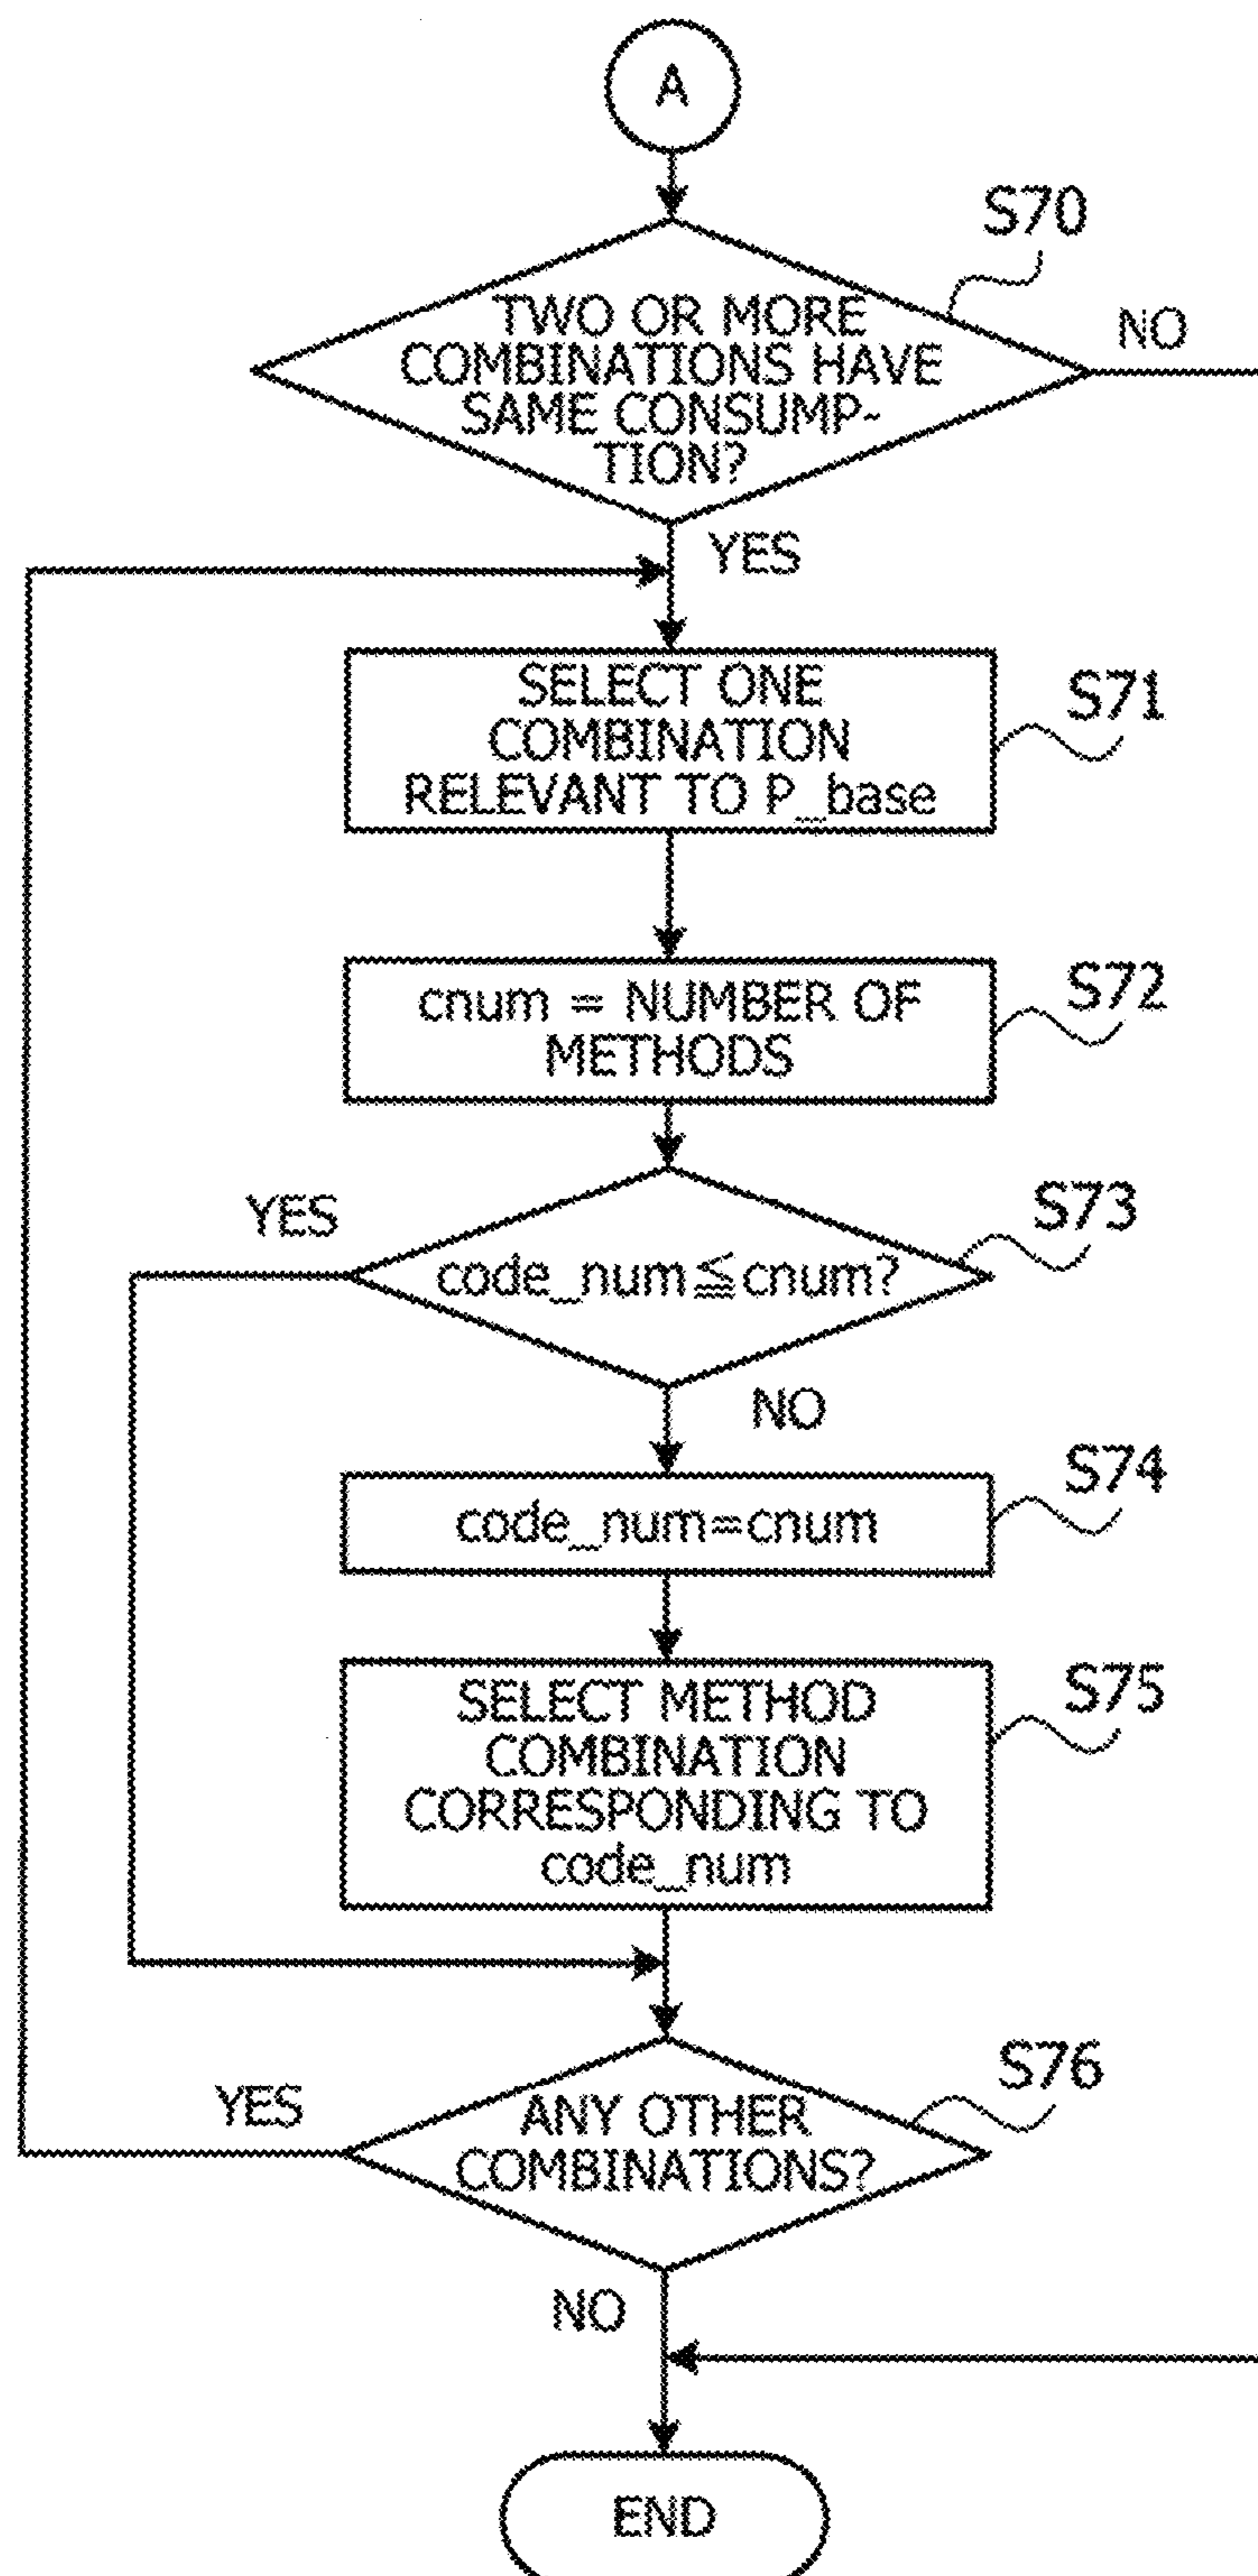 A
S70
TWO OR MORE
COMBINATIONS HAVE
SAME CONSUMP-
TION?
NO
YES
SELECT ONE
COMBINATION
RELEVANT TO P_base
S71
cnum = NUMBER OF
METHODS
S72
YES
code_num≦cnum?
S73
NO
code_num=cnum
S74
SELECT METHOD
COMBINATION
CORRESPONDING TO
code_num
S75
YES
ANY OTHER
COMBINATIONS?
S76
NO
END